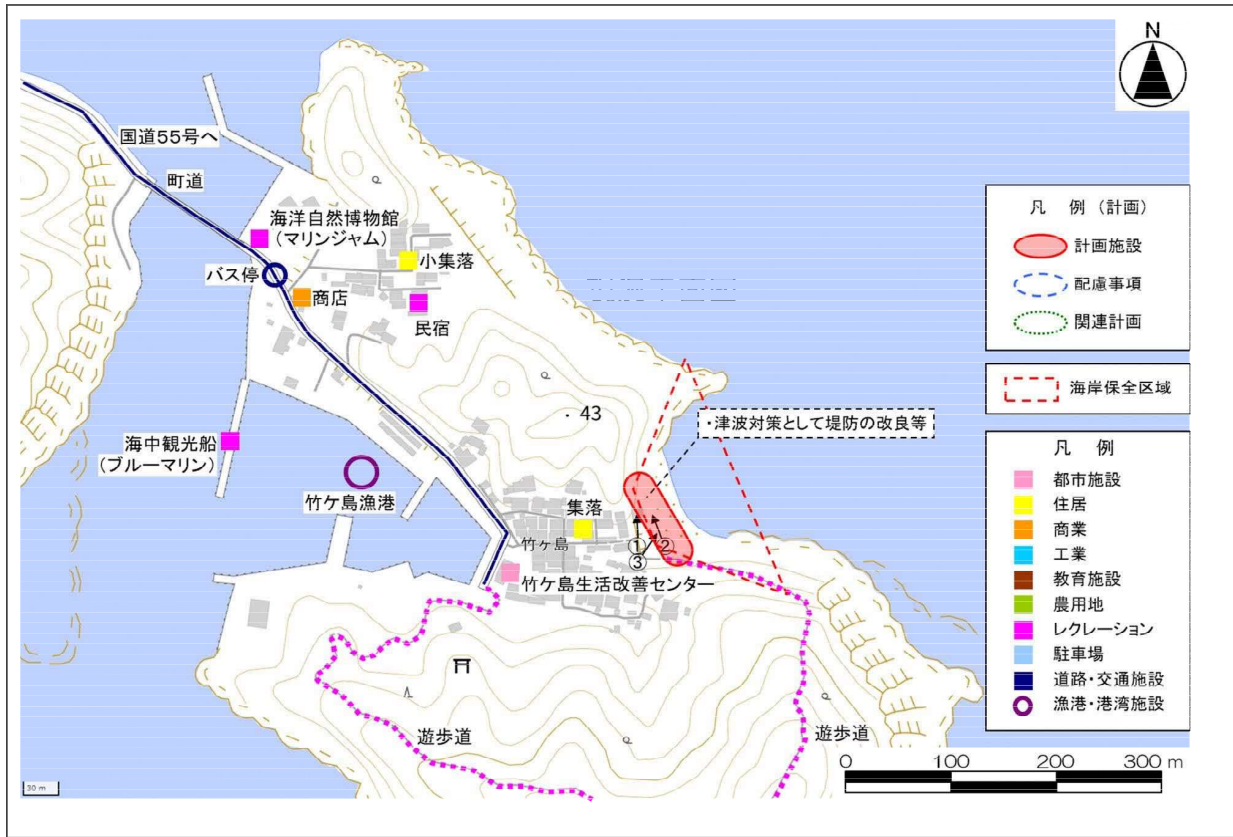 N
国道55号へ
町道
海洋自然博物館
(マリンジャム)
バス停
小集落
商店
民宿
43
・津波対策として堤防の改良等
海中観光船
(ブルーマリン)
竹ケ島漁港
集落
竹ヶ島
①
②
③
竹ケ島生活改善センター
遊歩道
遊歩道
30 m
0 100 200 300 m
凡 例 (計画)
計画施設
配慮事項
関連計画
海岸保全区域
凡 例
都市施設
住居
商業
工業
教育施設
農用地
レクレーション
駐車場
道路・交通施設
漁港・港湾施設